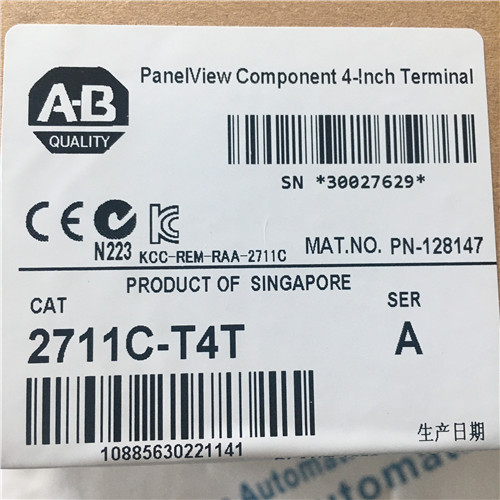 PanelView Component 4-Inch Terminal
A-B
QUALITY
SN *30027629*
CE
N223
KCC-REM-RAA-2711C
MAT.NO. PN-128147
PRODUCT OF SINGAPORE
CAT
SER
2711C-T4T
A
10885630221141
生产日期